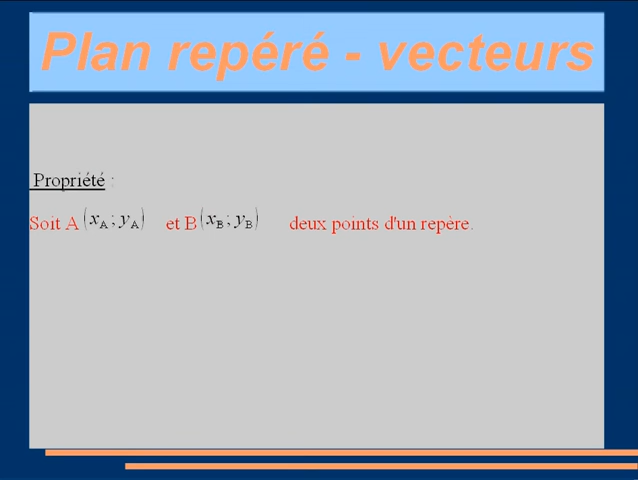 Plan repéré - vecteurs
Propriété :
Soit A (x_A ; y_A) et B (x_B ; y_B) deux points d'un repère.